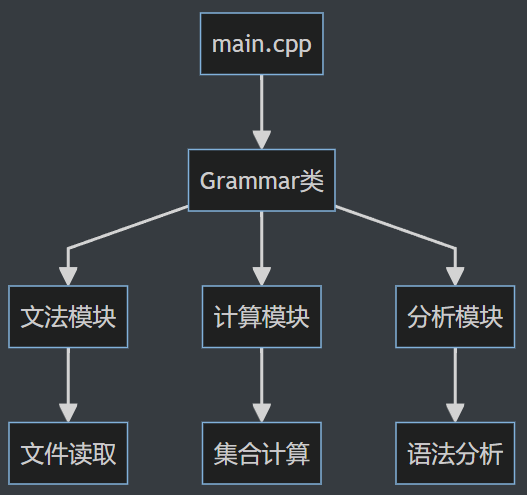 main.cpp
Grammar类
文法模块
计算模块
分析模块
文件读取
集合计算
语法分析